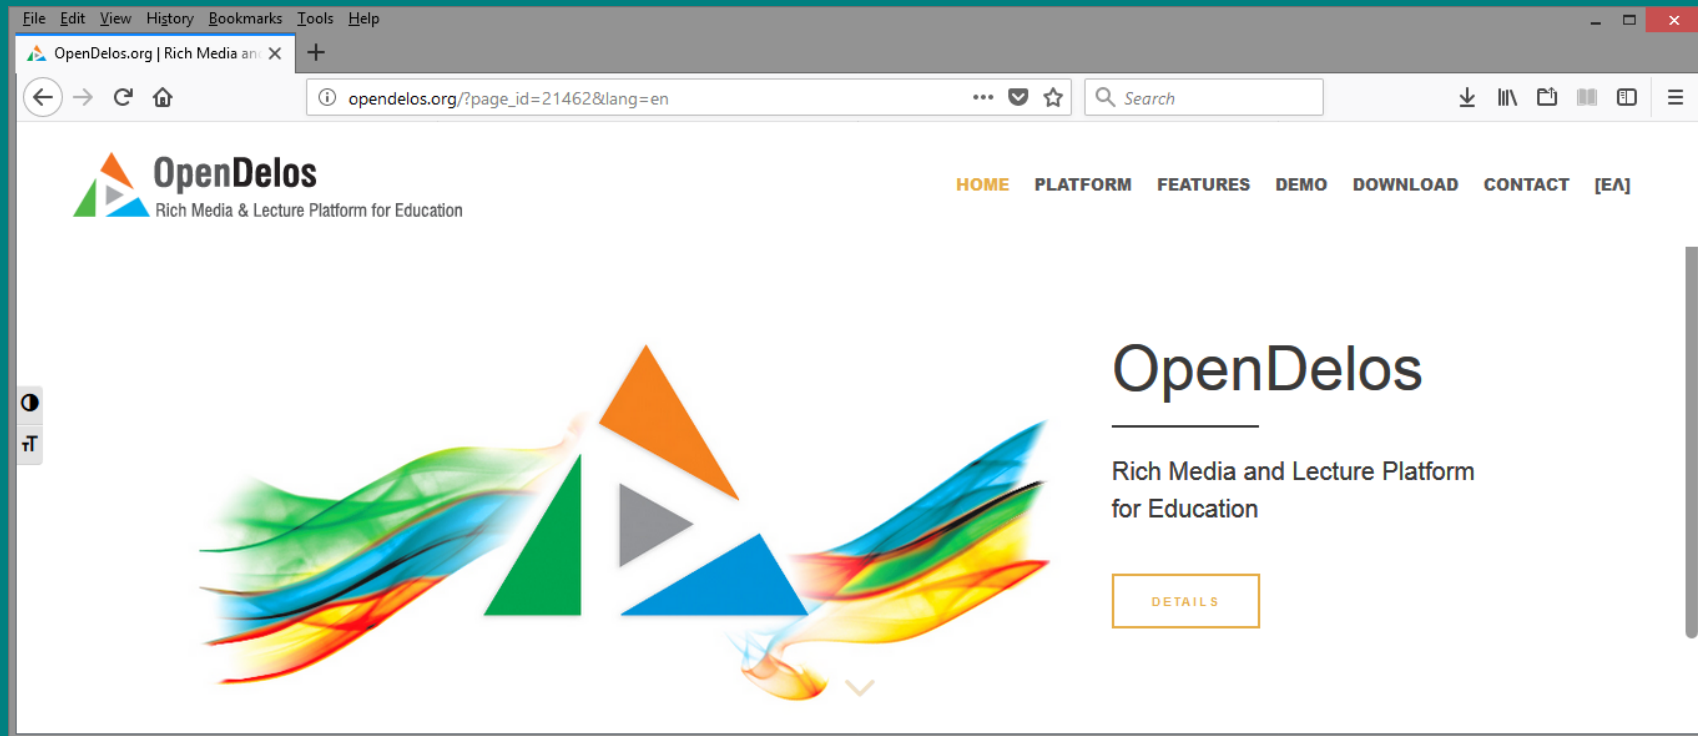 File Edit View History Bookmarks Tools Help
OpenDelos.org | Rich Media an
opendelos.org/?page_id=21462&lang=en
Search
OpenDelos
Rich Media & Lecture Platform for Education
HOME PLATFORM FEATURES DEMO DOWNLOAD CONTACT [ΕΛ]
тT
OpenDelos
Rich Media and Lecture Platform
for Education
DETAILS